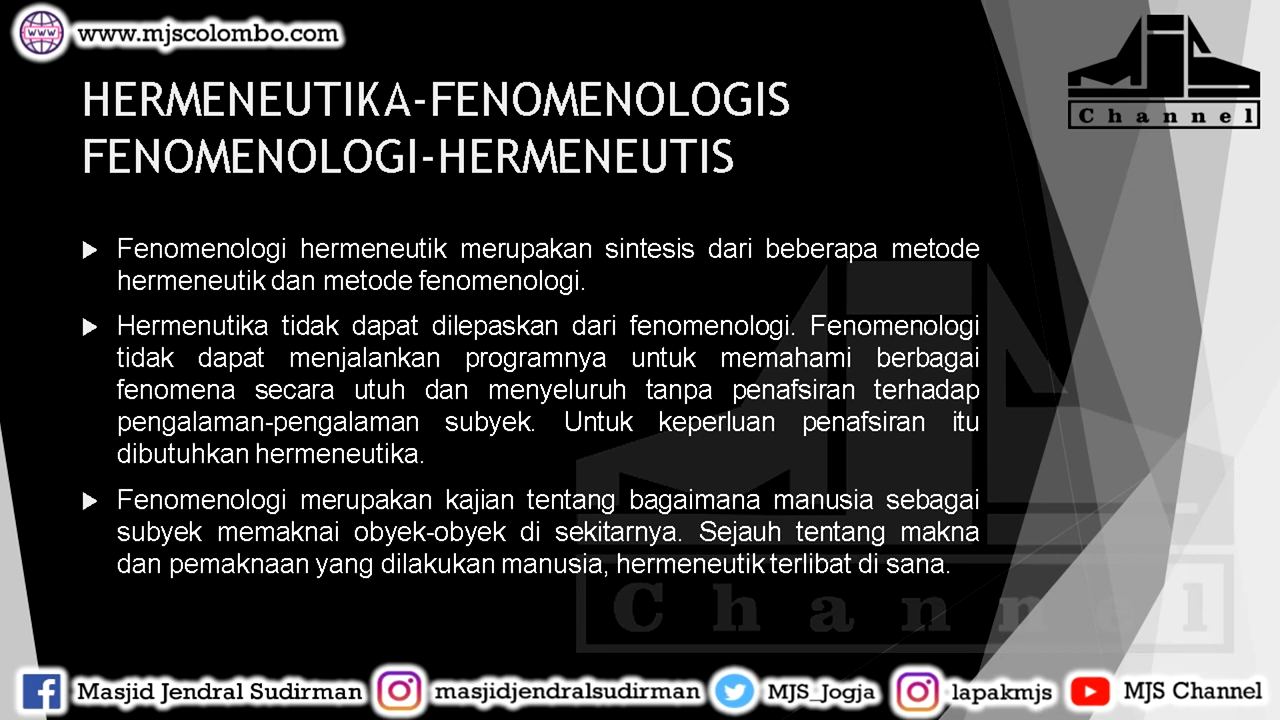 www.mjscolombo.com
Channel
HERMENEUTIKA-FENOMENOLOGIS
FENOMENOLOGI-HERMENEUTIS
Fenomenologi hermeneutik merupakan sintesis dari beberapa metode
hermeneutik dan metode fenomenologi.
Hermenutika tidak dapat dilepaskan dari fenomenologi. Fenomenologi
tidak dapat menjalankan programnya untuk memahami berbagai
fenomena secara utuh dan menyeluruh tanpa penafsiran terhadap
pengalaman-pengalaman subyek. Untuk keperluan penafsiran itu
dibutuhkan hermeneutika.
Fenomenologi merupakan kajian tentang bagaimana manusia sebagai
subyek memaknai obyek-obyek di sekitarnya. Sejauh tentang makna
dan pemaknaan yang dilakukan manusia, hermeneutik terlibat di sana.
Channel
Masjid Jendral Sudirman masjidjendralsudirman MJS_Jogja lapakmjs MJS Channel